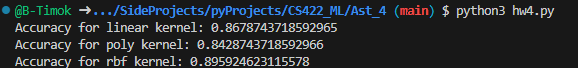 @B-Timok ➜.../SideProjects/pyProjects/CS422_ML/Ast_4 (main) $ python3 hw4.py
Accuracy for linear kernel: 0.8678743718592965
Accuracy for poly kernel: 0.8428743718592966
Accuracy for rbf kernel: 0.895924623115578